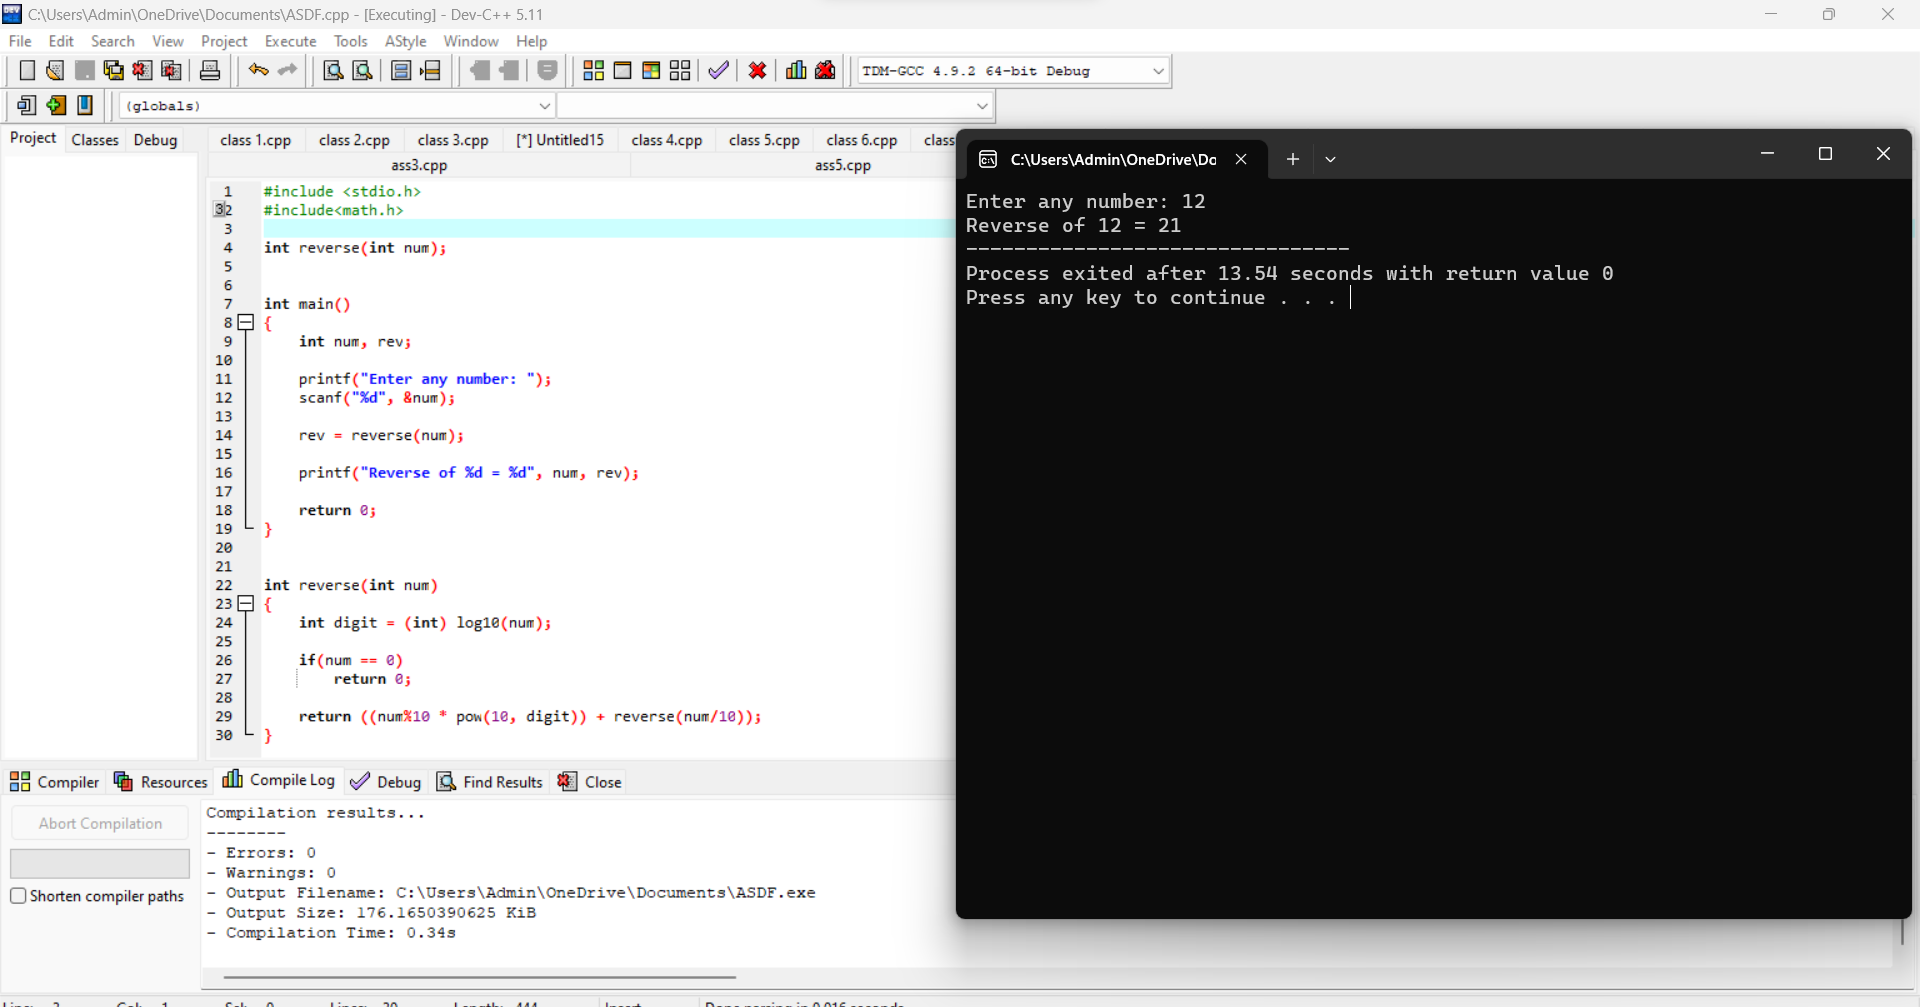 C:\Users\Admin\OneDrive\Documents\ASDF.cpp - [Executing] - Dev-C++ 5.11
File Edit Search View Project Execute Tools AStyle Window Help
TDM-GCC 4.9.2 64-bit Debug
(globals)
Project Classes Debug
class 1.cpp class 2.cpp class 3.cpp [*] Untitled15 class 4.cpp class 5.cpp class 6.cpp class
ass3.cpp ass5.cpp
1 #include <stdio.h>
2 #include<math.h>
3
4 int reverse(int num);
5
6
7 int main()
8 {
9 int num, rev;
10
11 printf("Enter any number: ");
12 scanf("%d", &num);
13
14 rev = reverse(num);
15
16 printf("Reverse of %d = %d", num, rev);
17
18 return 0;
19 }
20
21
22 int reverse(int num)
23 {
24 int digit = (int) log10(num);
25
26 if(num == 0)
27 return 0;
28
29 return ((num%10 * pow(10, digit)) + reverse(num/10));
30 }
C:\Users\Admin\OneDrive\Do
Enter any number: 12
Reverse of 12 = 21
--------------------------------
Process exited after 13.54 seconds with return value 0
Press any key to continue . . .
Compiler Resources Compile Log Debug Find Results Close
Abort Compilation
Shorten compiler paths
Compilation results...
--------
- Errors: 0
- Warnings: 0
- Output Filename: C:\Users\Admin\OneDrive\Documents\ASDF.exe
- Output Size: 176.1650390625 KiB
- Compilation Time: 0.34s